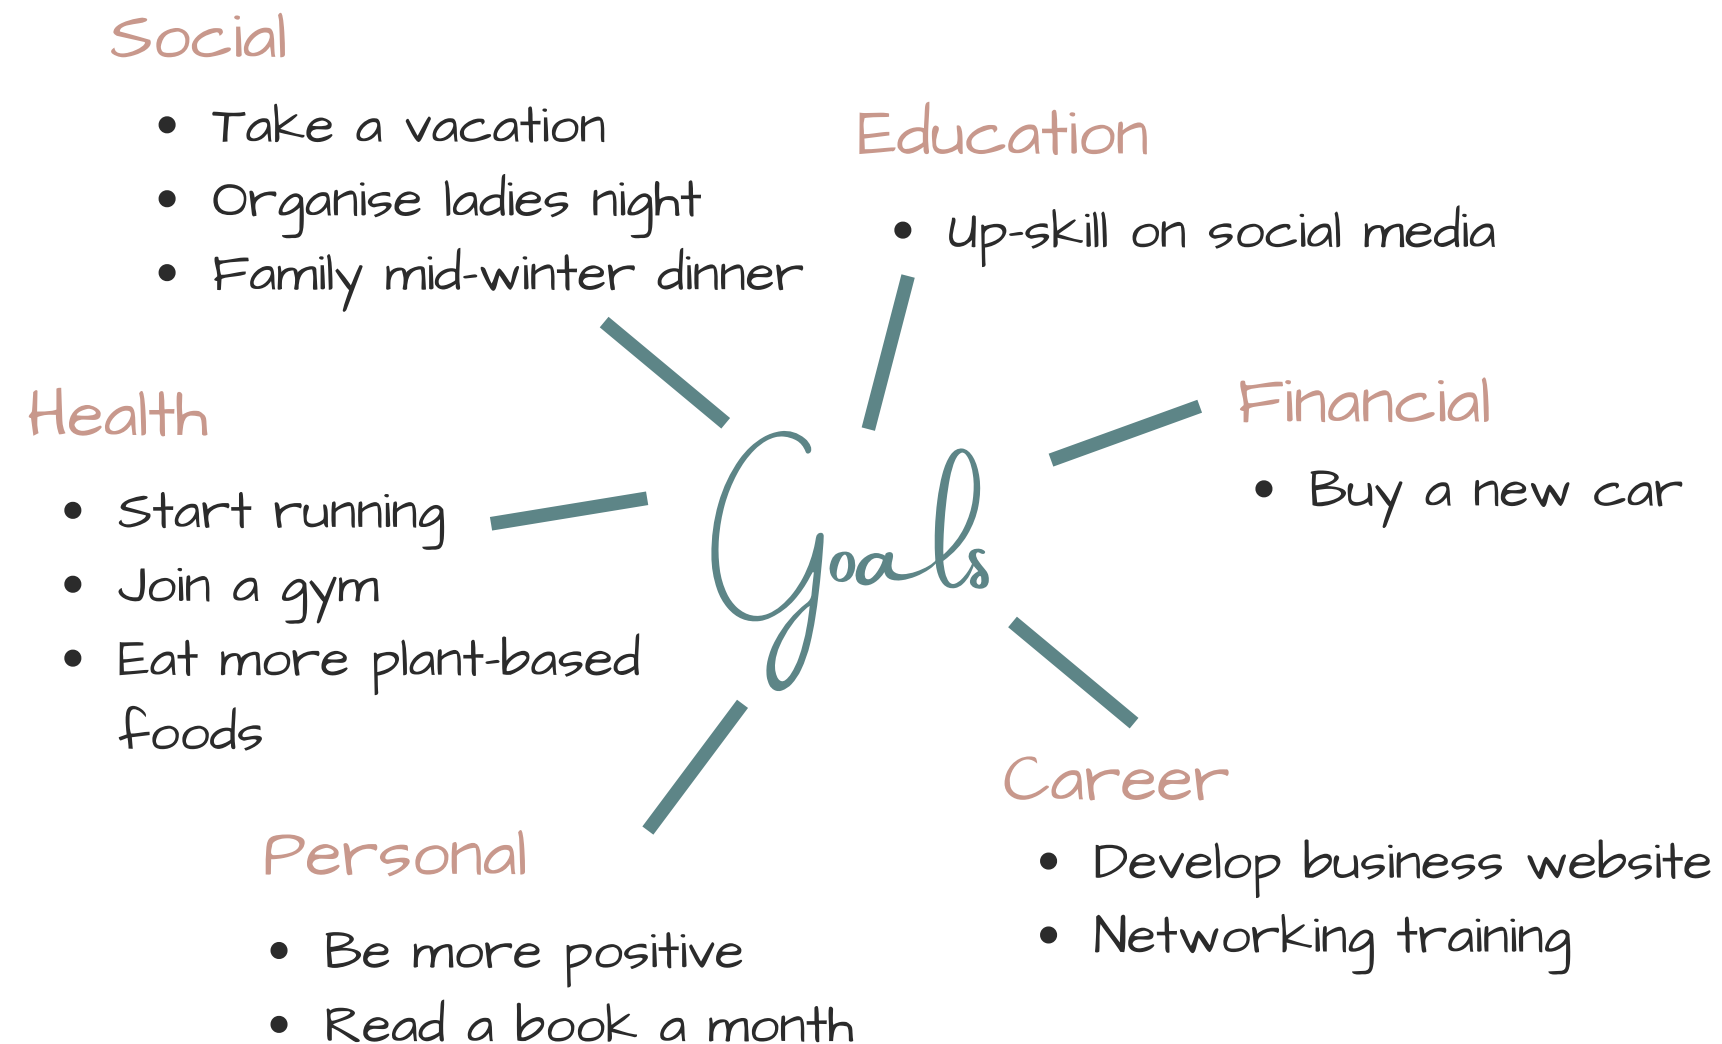 Social
• Take a vacation
• Organise ladies night
• Family mid-winter dinner
Education
• Up-skill on social media
Health
• Start running
• Join a gym
• Eat more plant-based
foods
Goals
Financial
• Buy a new car
Career
• Develop business website
• Networking training
Personal
• Be more positive
• Read a book a month